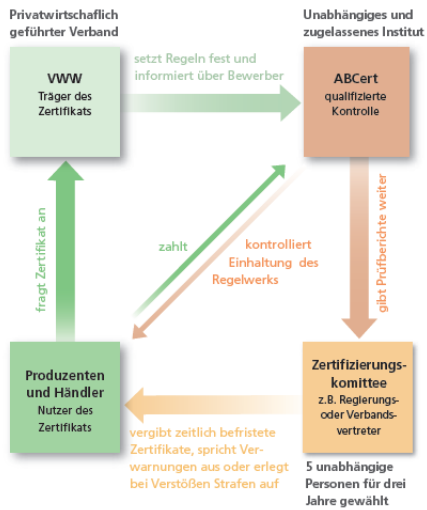 Privatwirtschaflich
geführter Verband
Unabhängiges und
zugelassenes Institut
VWW
Träger des
Zertifikats
setzt Regeln fest und
informiert über Bewerber
ABCert
qualifizierte
Kontrolle
fragt Zertifikat an
zahlt
kontrolliert
Einhaltung des
Regelwerks
gibt Prüfberichte weiter
Produzenten
und Händler
Nutzer des
Zertifikats
Zertifizierungs-
komittee
z.B. Regierungs-
oder Verbands-
vertreter
vergibt zeitlich befristete
Zertifikate, spricht Ver-
warnungen aus oder erlegt
bei Verstößen Strafen auf
5 unabhängige
Personen für drei
Jahre gewählt